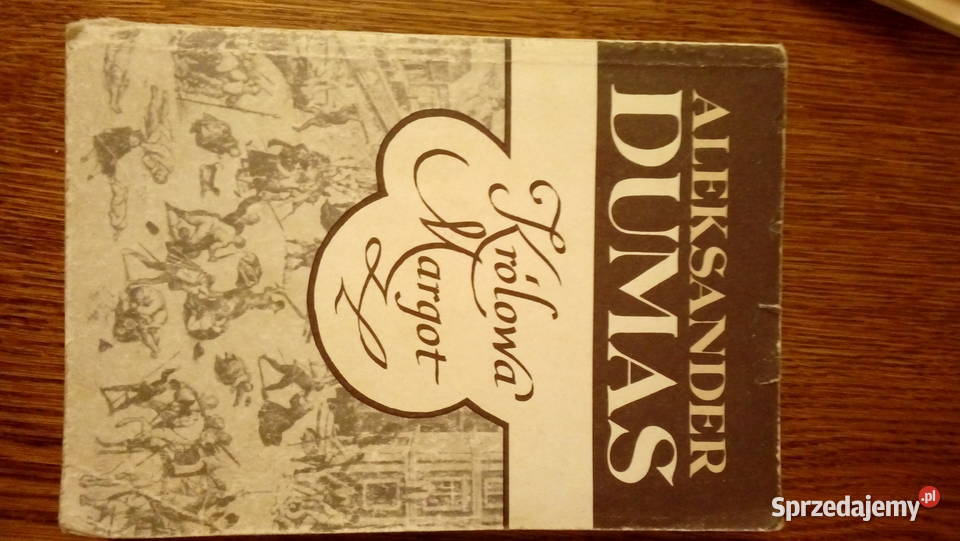 ALEKSANDER
DUMAS
Królowa
Margot
Sprzedajemy.pl